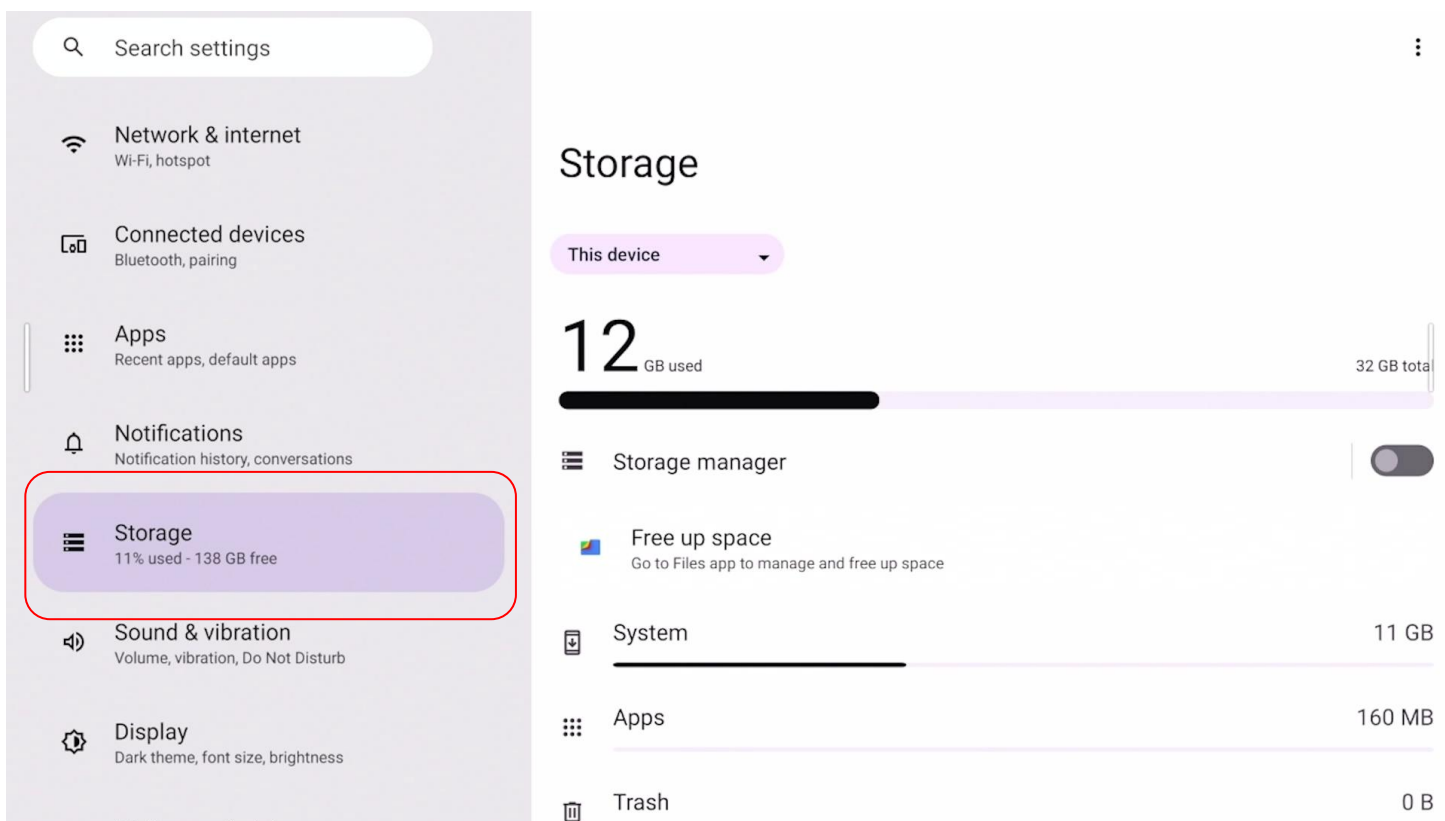 Search settings
Network & internet
Wi-Fi, hotspot
Connected devices
Bluetooth, pairing
Apps
Recent apps, default apps
Notifications
Notification history, conversations
Storage
11% used - 138 GB free
Sound & vibration
Volume, vibration, Do Not Disturb
Display
Dark theme, font size, brightness
Storage
This device
12 GB used
32 GB total
Storage manager
Free up space
Go to Files app to manage and free up space
System
11 GB
Apps
160 MB
Trash
0 B